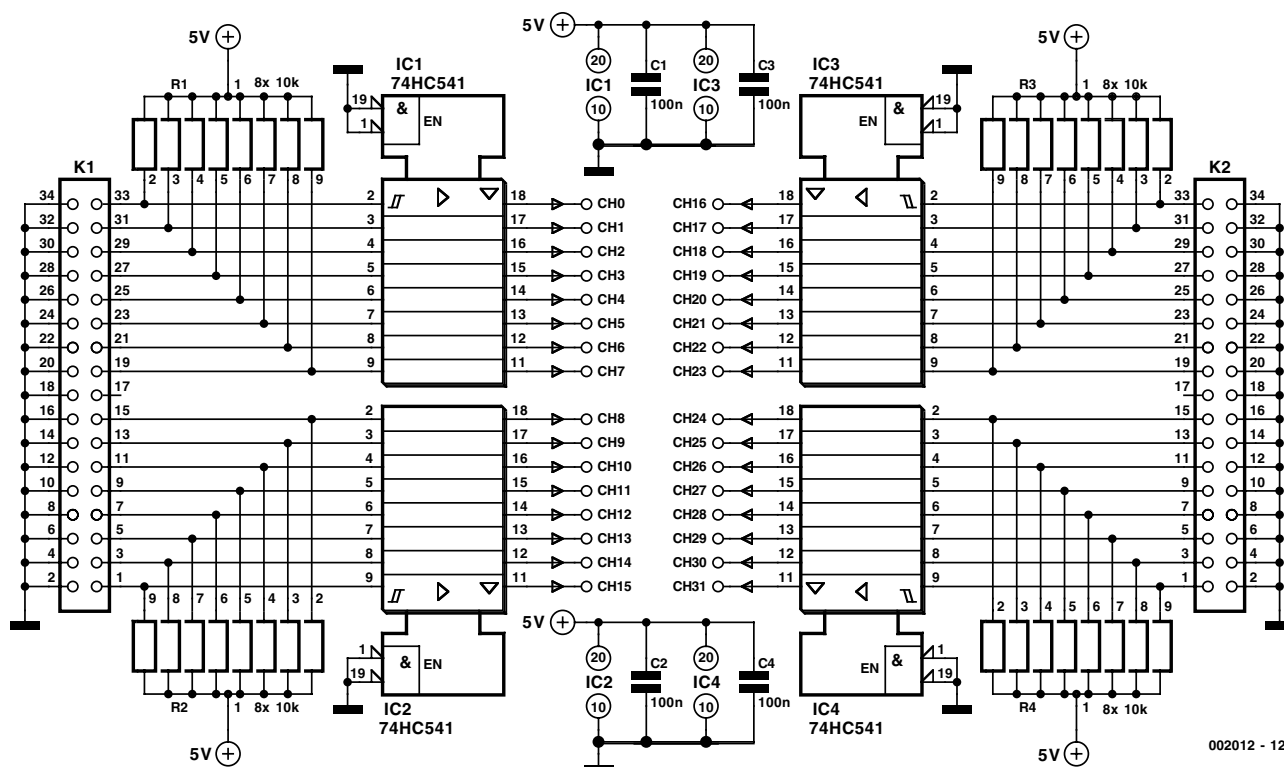 5V
5V
5V
IC1
74HC541
IC3
74HC541
R1 1 8x 10k
R3 1 8x 10k
19
1
&
EN
20
IC1
10
C1
100n
20
IC3
10
C3
100n
EN
&
19
1
2 3 4 5 6 7 8 9
9 8 7 6 5 4 3 2
K1
K2
34 33 2 18 CH0 CH16 18 2 33 34
32 31 3 17 CH1 CH17 17 3 31 32
30 29 4 16 CH2 CH18 16 4 29 30
28 27 5 15 CH3 CH19 15 5 27 28
26 25 6 14 CH4 CH20 14 6 25 26
24 23 7 13 CH5 CH21 13 7 23 24
22 21 8 12 CH6 CH22 12 8 21 22
20 19 9 11 CH7 CH23 11 9 19 20
18 17 17 18
16 15 2 18 CH8 CH24 18 2 15 16
14 13 3 17 CH9 CH25 17 3 13 14
12 11 4 16 CH10 CH26 16 4 11 12
10 9 5 15 CH11 CH27 15 5 9 10
8 7 6 14 CH12 CH28 14 6 7 8
6 5 7 13 CH13 CH29 13 7 5 6
4 3 8 12 CH14 CH30 12 8 3 4
2 1 9 11 CH15 CH31 11 9 1 2
9 8 7 6 5 4 3 2
2 3 4 5 6 7 8 9
5V
1
19
&
EN
20
IC2
10
C2
100n
20
IC4
10
C4
100n
EN
&
1
19
R2 1 8x 10k
R4 1 8x 10k
IC2
74HC541
IC4
74HC541
5V
5V
002012 - 12